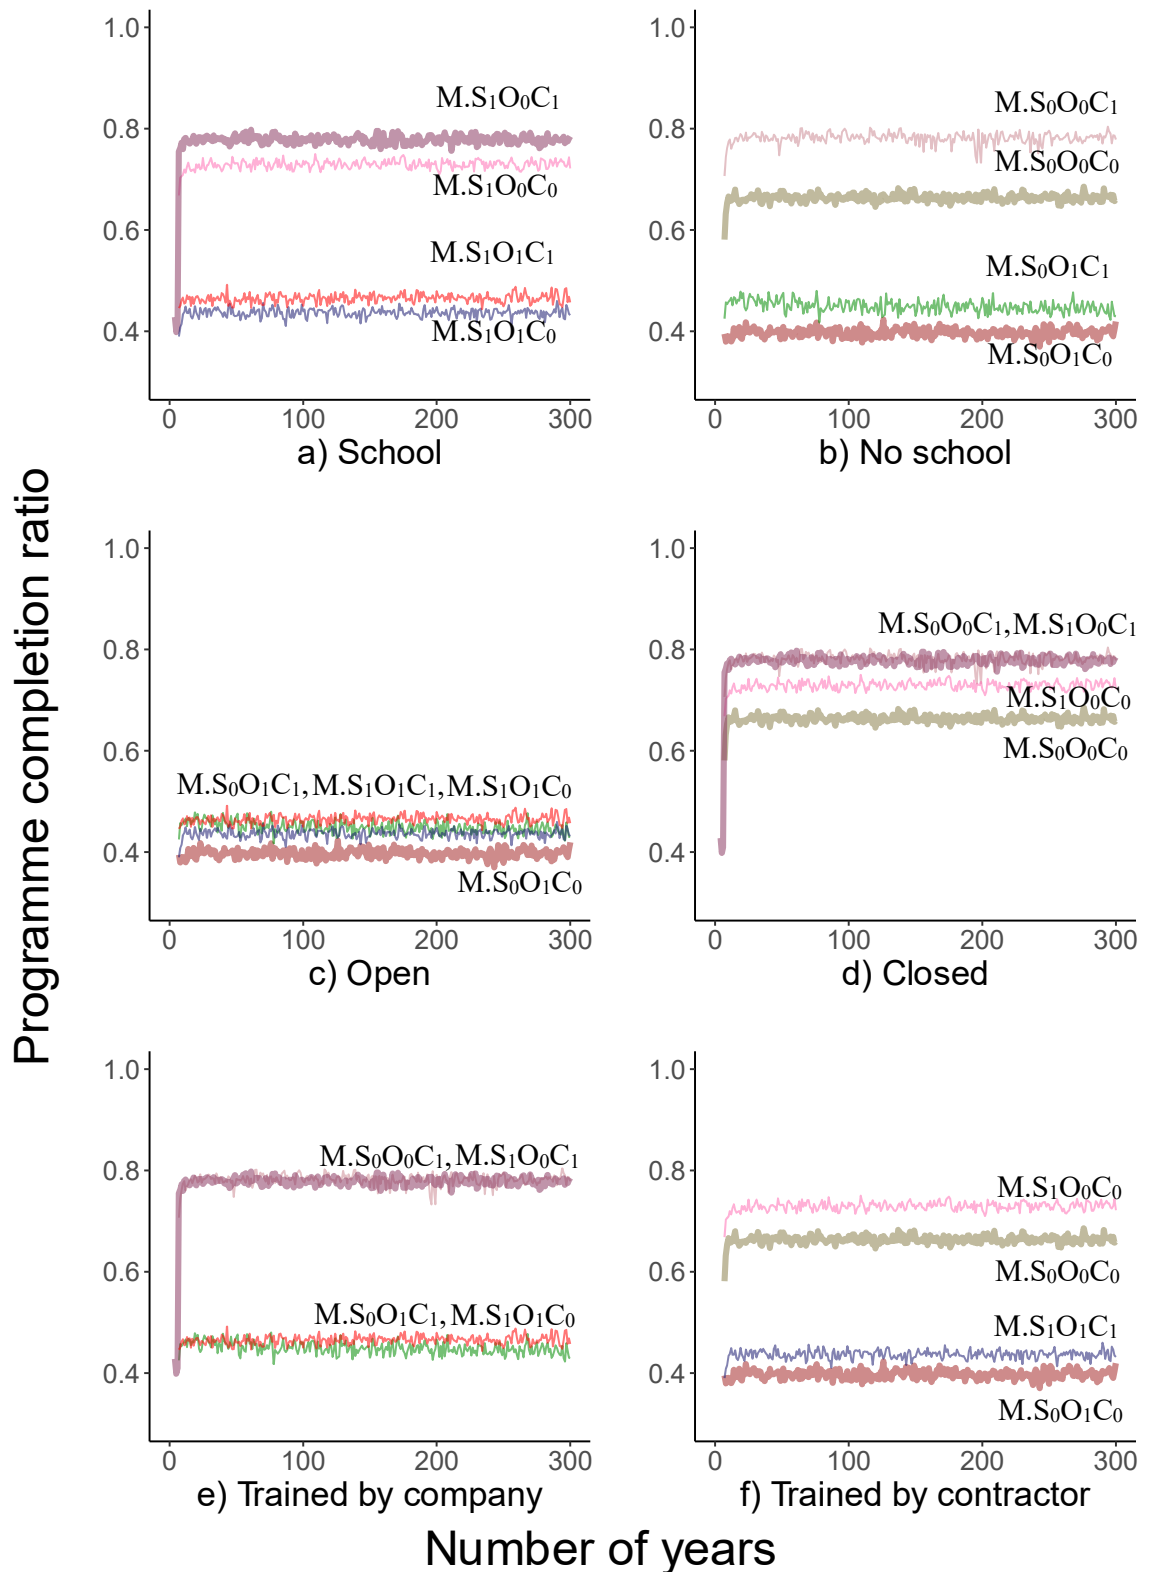 Programme completion ratio
1.0
0.8
0.6
0.4
M.S₁O₀C₁
M.S₁O₀C₀
M.S₁O₁C₁
M.S₁O₁C₀
0 100 200 300
a) School
1.0
0.8
0.6
0.4
M.S₀O₀C₁
M.S₀O₀C₀
M.S₀O₁C₁
M.S₀O₁C₀
0 100 200 300
b) No school
1.0
0.8
0.6
0.4
M.S₀O₁C₁, M.S₁O₁C₁, M.S₁O₁C₀
M.S₀O₁C₀
0 100 200 300
c) Open
1.0
0.8
0.6
0.4
M.S₀O₀C₁, M.S₁O₀C₁
M.S₁O₀C₀
M.S₀O₀C₀
0 100 200 300
d) Closed
1.0
0.8
0.6
0.4
M.S₀O₀C₁, M.S₁O₀C₁
M.S₀O₁C₁, M.S₁O₁C₀
0 100 200 300
e) Trained by company
1.0
0.8
0.6
0.4
M.S₁O₀C₀
M.S₀O₀C₀
M.S₁O₁C₁
M.S₀O₁C₀
0 100 200 300
f) Trained by contractor
Number of years